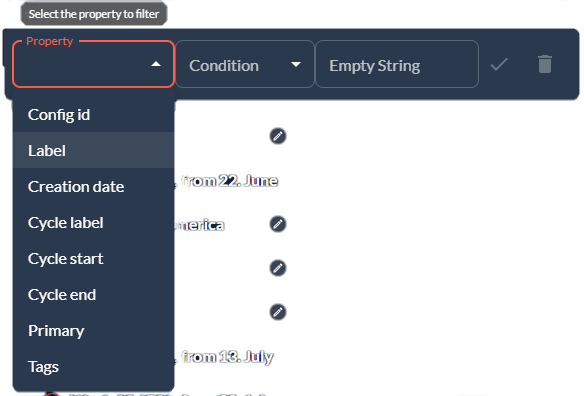 Select the property to filter
Property
Condition
Empty String
Config id
Label
Creation date
, from 22. June
Cycle label
merica
Cycle start
Cycle end
Primary
, from 13. July
Tags